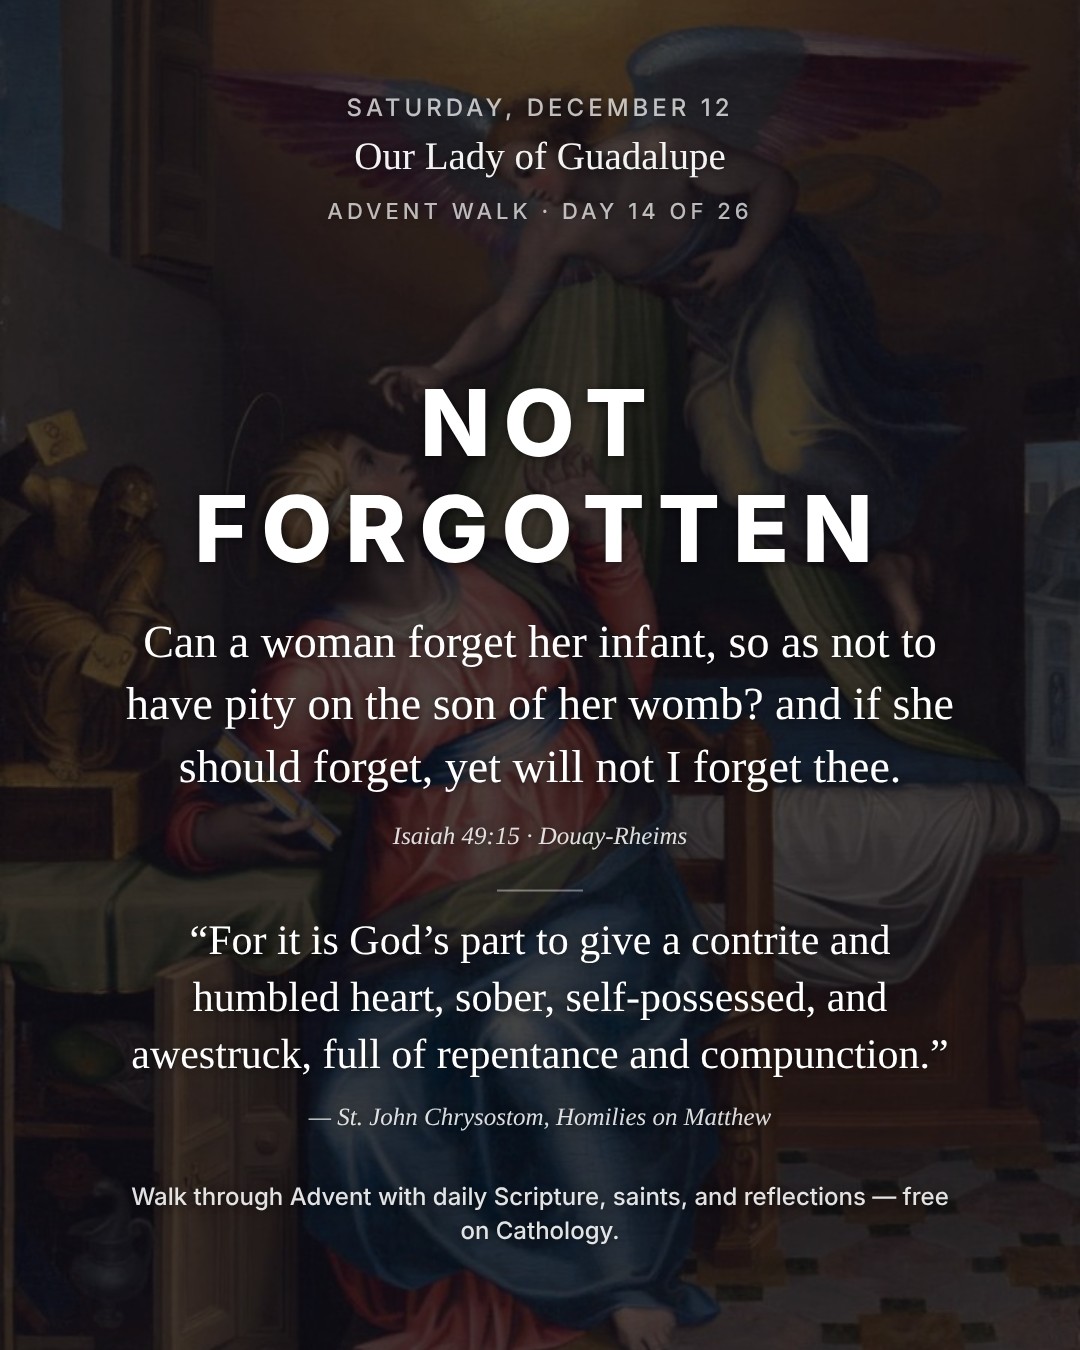 SATURDAY, DECEMBER 12
Our Lady of Guadalupe
ADVENT WALK · DAY 14 OF 26
NOT
FORGOTTEN
Can a woman forget her infant, so as not to
have pity on the son of her womb? and if she
should forget, yet will not I forget thee.
Isaiah 49:15 · Douay-Rheims
“For it is God’s part to give a contrite and
humbled heart, sober, self-possessed, and
awestruck, full of repentance and compunction.”
— St. John Chrysostom, Homilies on Matthew
Walk through Advent with daily Scripture, saints, and reflections — free
on Cathology.